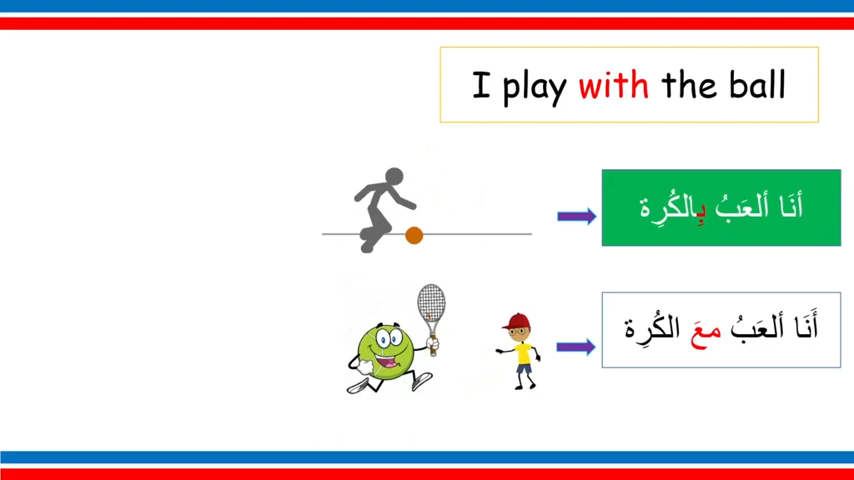 I play with the ball
أنَا ألعَبُ بِالكُرِة
أَنَا ألعَبُ معَ الكُرِة